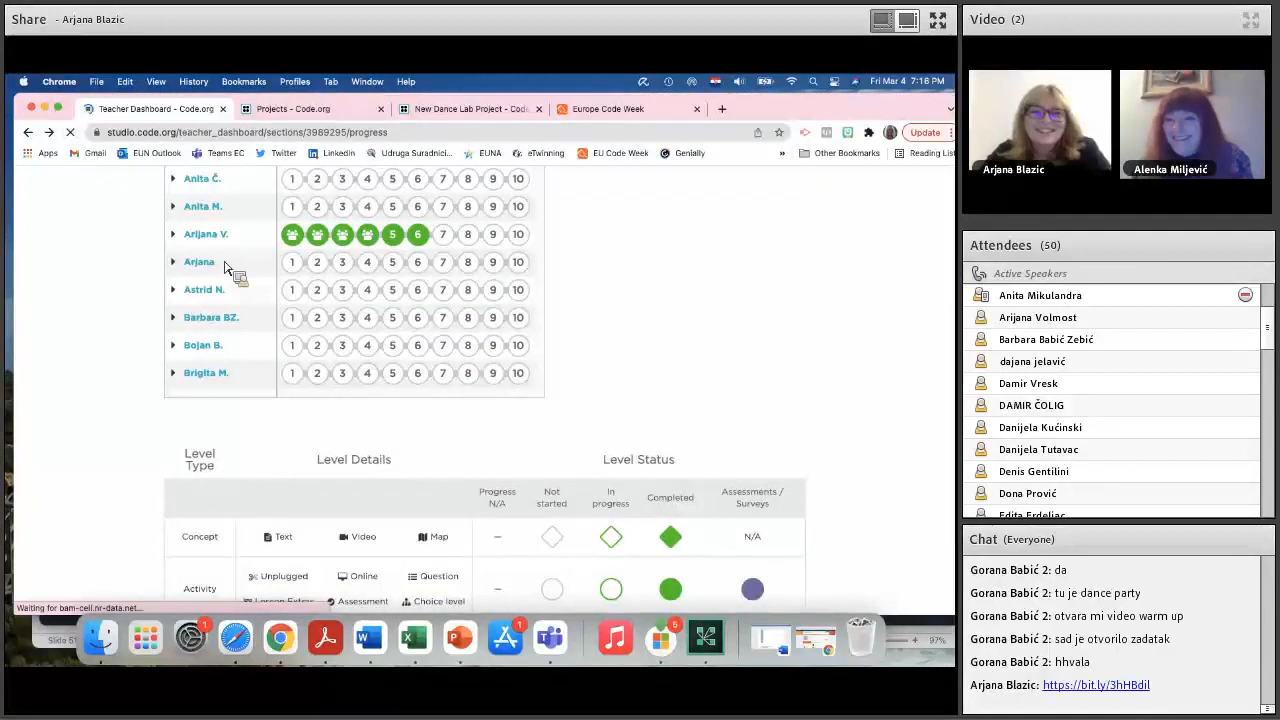 Share - Arjana Blazic
Video (2)
Chrome File Edit View History Bookmarks Profiles Tab Window Help Fri Mar 4 7:16 PM
Teacher Dashboard - Code.org Projects - Code.org New Dance Lab Project - Code. Europe Code Week
studio.code.org/teacher_dashboard/sections/3989295/progress Update
Apps Gmail EUN Outlook Teams EC Twitter LinkedIn Udruga Suradnici... EUNA eTwinning EU Code Week Genially » Other Bookmarks Reading List
Arjana Blazic
Alenka Miljević
Anita Č. 1 2 3 4 5 6 7 8 9 10
Anita M. 1 2 3 4 5 6 7 8 9 10
Arijana V. 5 6 7 8 9 10
Arjana 1 2 3 4 5 6 7 8 9 10
Astrid N. 1 2 3 4 5 6 7 8 9 10
Barbara BZ. 1 2 3 4 5 6 7 8 9 10
Bojan B. 1 2 3 4 5 6 7 8 9 10
Brigita M. 1 2 3 4 5 6 7 8 9 10
Level Type Level Details Level Status
Progress N/A Not started In progress Completed Assessments / Surveys
Concept Text Video Map – N/A
Activity Unplugged Online Question –
Lesson Extras Assessment Choice level
Waiting for bam-cell.nr-data.net...
1 1 5
Slide 51
97%
Attendees (50)
Active Speakers
Anita Mikulandra
Arijana Volmost
Barbara Babić Zebić
dajana jelavić
Damir Vresk
DAMIR ČOLIG
Danijela Kućinski
Danijela Tutavac
Denis Gentilini
Dona Prović
Edita Erdeljac
Chat (Everyone)
Gorana Babić 2: da
Gorana Babić 2: tu je dance party
Gorana Babić 2: otvara mi video warm up
Gorana Babić 2: sad je otvorilo zadatak
Gorana Babić 2: hhvala
Arjana Blazic: https://bit.ly/3hHBdil